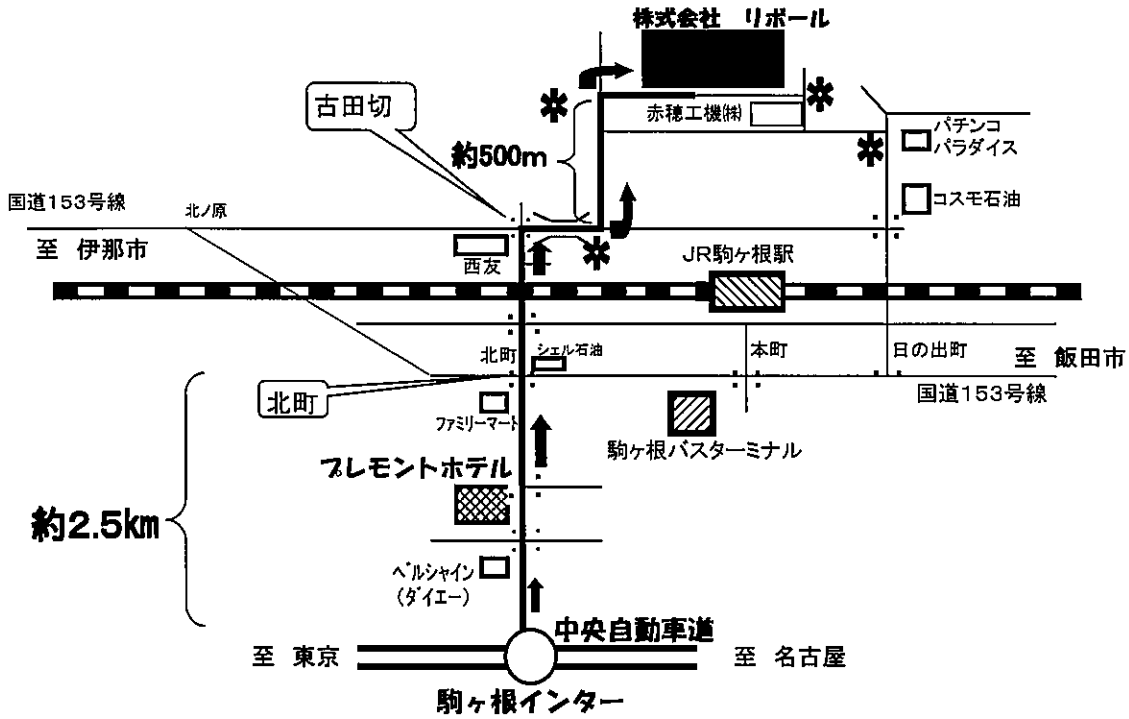 株式会社 リボール
古田切
赤穂工機㈱
パチンコ
パラダイス
約500m
国道153号線
北ノ原
コスモ石油
至 伊那市
西友
JR駒ヶ根駅
北町
シェル石油
本町
日の出町
至 飯田市
北町
国道153号線
ファミリーマート
駒ヶ根バスターミナル
プレモントホテル
約2.5km
ベルシャイン
(ダイエー)
中央自動車道
至 東京
至 名古屋
駒ヶ根インター